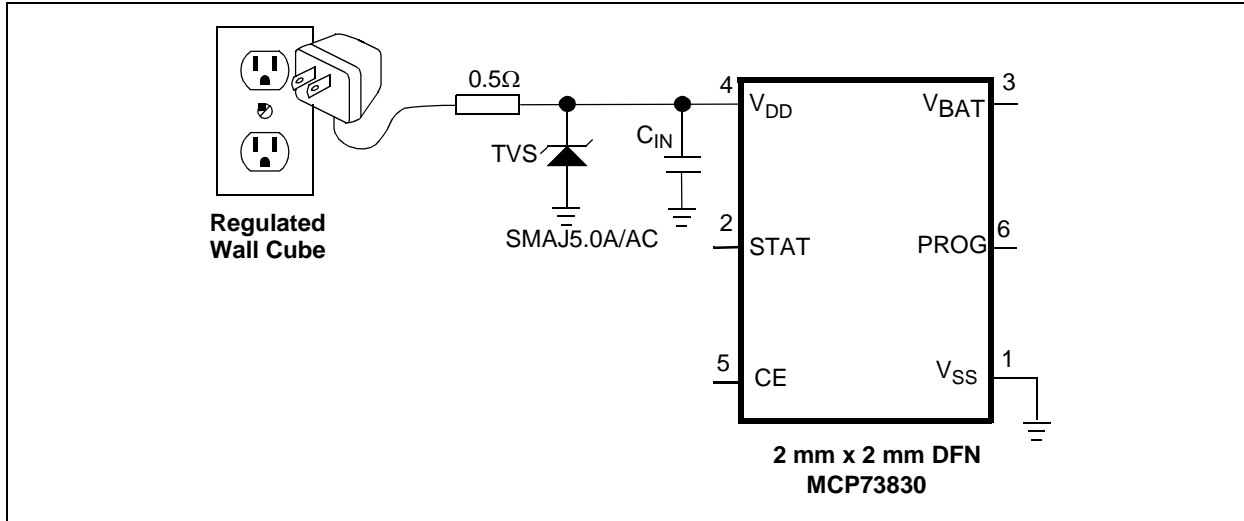 0.5Ω
4
VDD
VBAT
3
CIN
TVS
Regulated
Wall Cube
SMAJ5.0A/AC
2
STAT
PROG
6
5
CE
VSS
1
2 mm x 2 mm DFN
MCP73830